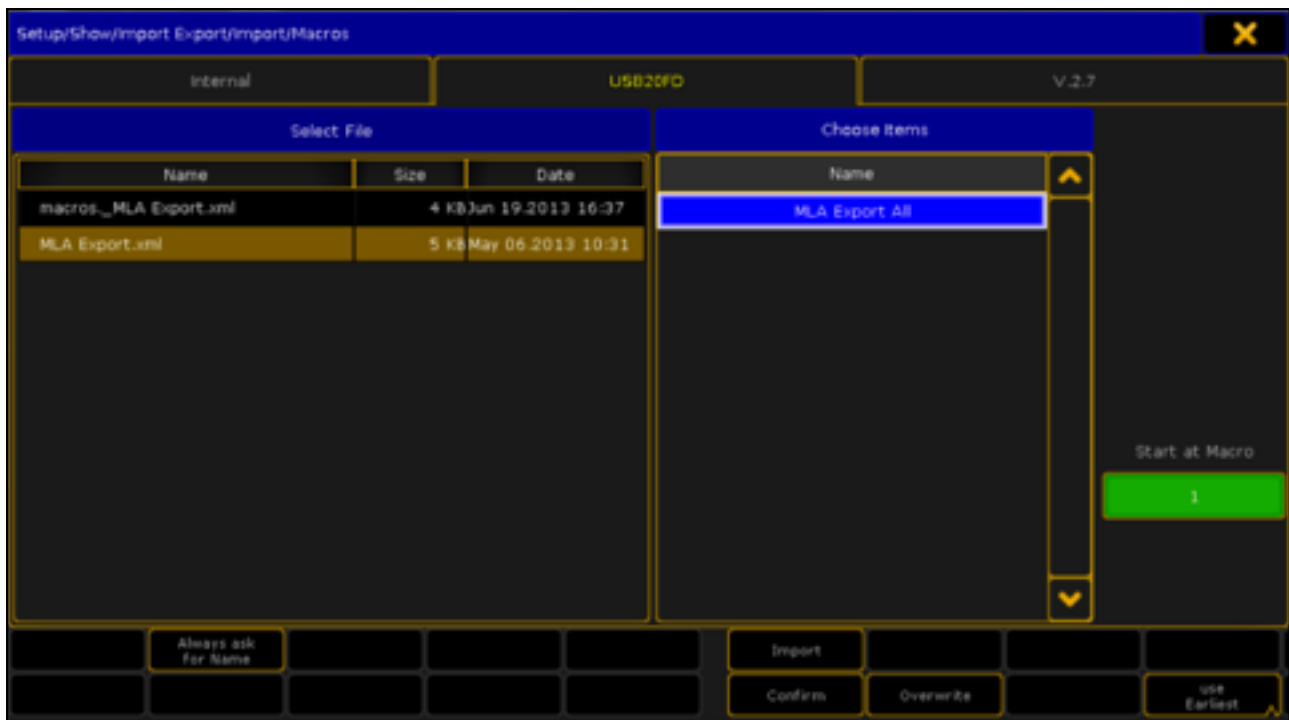 Setup/Show/Import Export/Import/Macros
Internal USB20FD V.2.7
Select File Choose Items
Name Size Date Name
macros._MLA Export.xml 4 KB Jun 19.2013 16:37 MLA Export All
MLA Export.xml 5 KB May 06.2013 10:31
Start at Macro
1
Always ask
for Name
Import
Confirm Overwrite use
Earliest